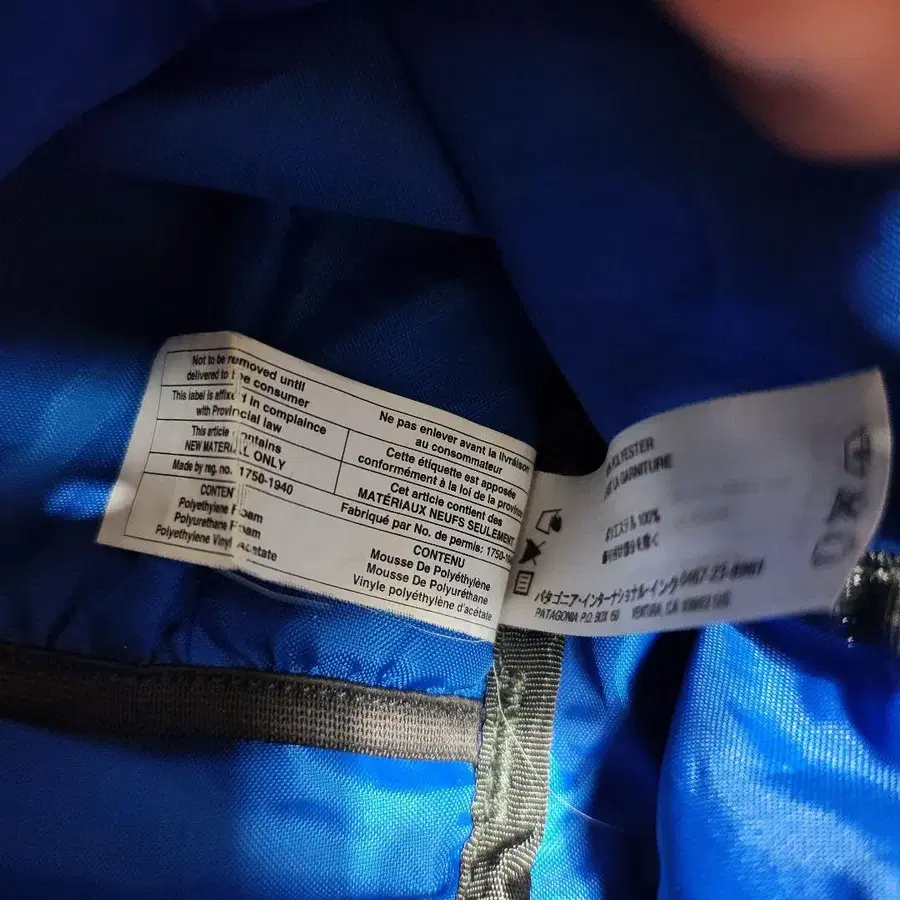 Not to be removed until
delivered to the consumer
This label is affixed in complaince
with Provincial law
This article contains
NEW MATERIAL ONLY
Made by reg. no. 1750-1940
CONTENT
Polyethylene Foam
Polyurethane Foam
Polyethylene Vinyl Acetate
Ne pas enlever avant la livraison
au consommateur
Cette étiquette est apposée
conformément à la loi de la province
Cet article contient des
MATÉRIAUX NEUFS SEULEMENT
Fabriqué par No. de permis: 1750-
CONTENU
Mousse De Polyéthylène
Mousse De Polyuréthane
Vinyle polyéthylène d'acétate
POLYESTER
DE LA GARNITURE
ポリエステル 100%
パタゴニア・インターナショナル・インク
PATAGONIA P.O. BOX VENTURA, CA